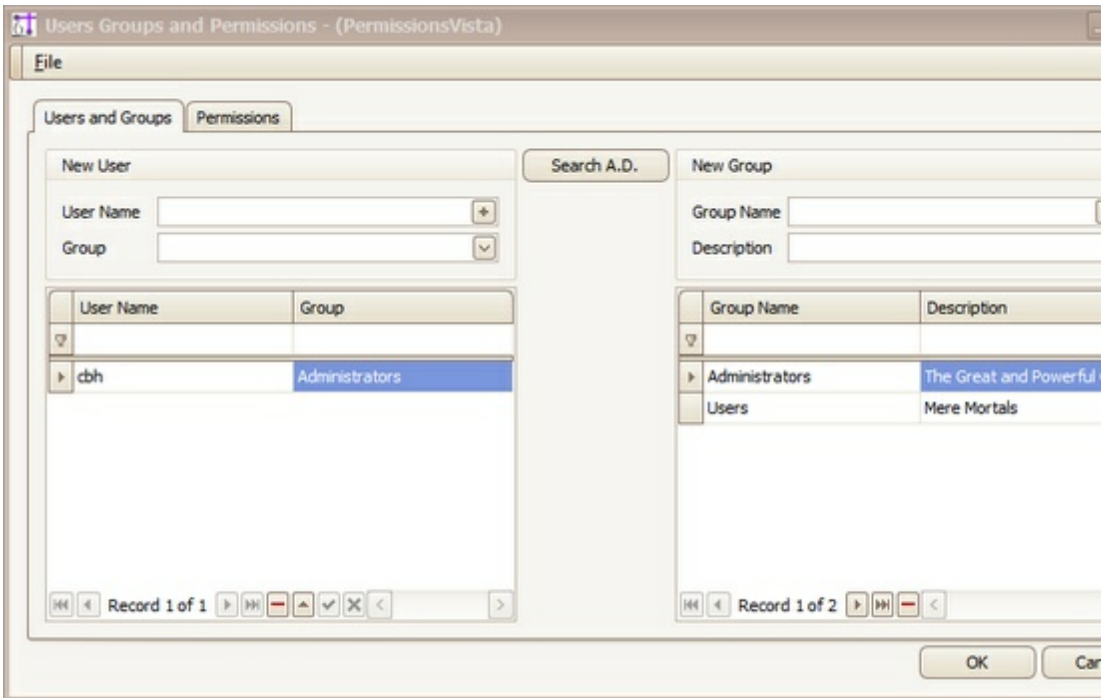 Users Groups and Permissions - (PermissionsVista)
File
Users and Groups Permissions
New User Search A.D. New Group
User Name Group Name
Group Description
User Name Group Group Name Description
cbh Administrators Administrators The Great and Powerful
Users Mere Mortals
Record 1 of 1 Record 1 of 2
OK